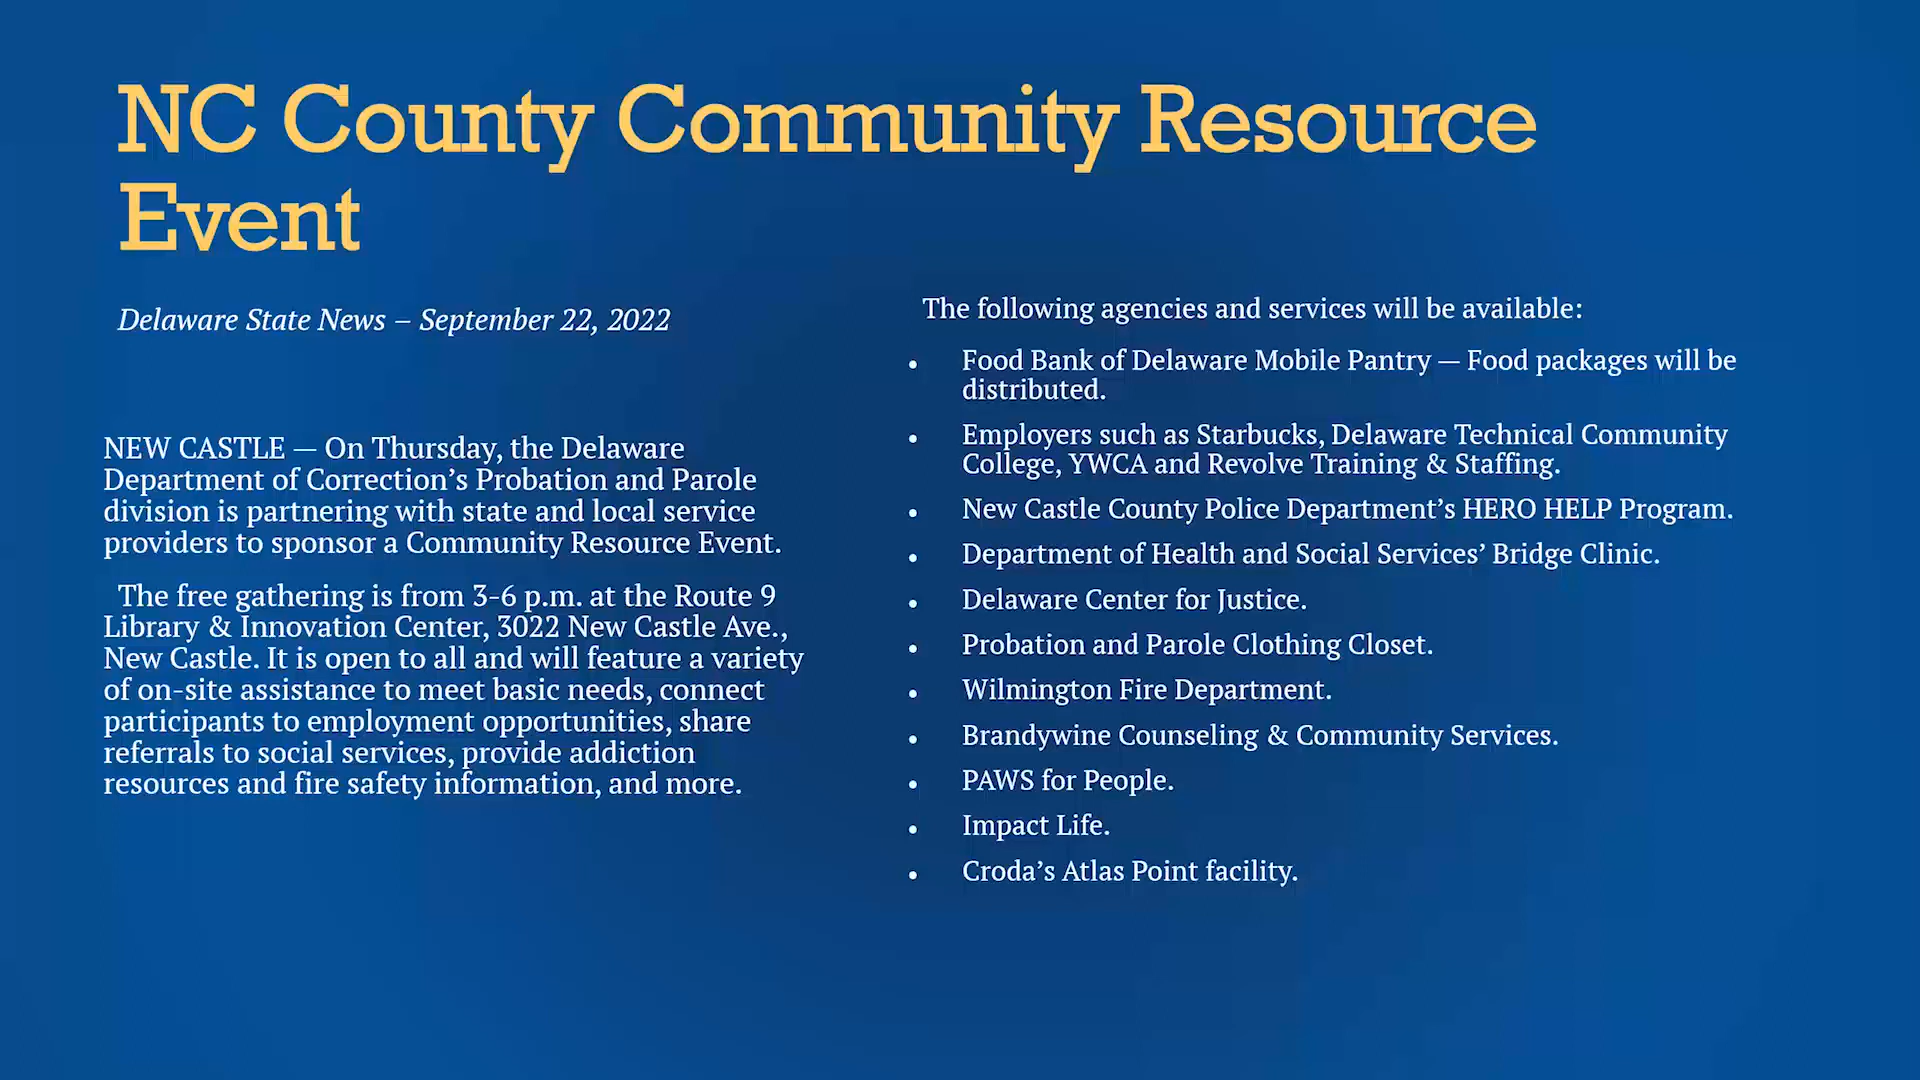 NC County Community Resource
Event
Delaware State News – September 22, 2022
NEW CASTLE — On Thursday, the Delaware
Department of Correction’s Probation and Parole
division is partnering with state and local service
providers to sponsor a Community Resource Event.
The free gathering is from 3-6 p.m. at the Route 9
Library & Innovation Center, 3022 New Castle Ave.,
New Castle. It is open to all and will feature a variety
of on-site assistance to meet basic needs, connect
participants to employment opportunities, share
referrals to social services, provide addiction
resources and fire safety information, and more.
The following agencies and services will be available:
• Food Bank of Delaware Mobile Pantry — Food packages will be
distributed.
• Employers such as Starbucks, Delaware Technical Community
College, YWCA and Revolve Training & Staffing.
• New Castle County Police Department’s HERO HELP Program.
• Department of Health and Social Services’ Bridge Clinic.
• Delaware Center for Justice.
• Probation and Parole Clothing Closet.
• Wilmington Fire Department.
• Brandywine Counseling & Community Services.
• PAWS for People.
• Impact Life.
• Croda’s Atlas Point facility.